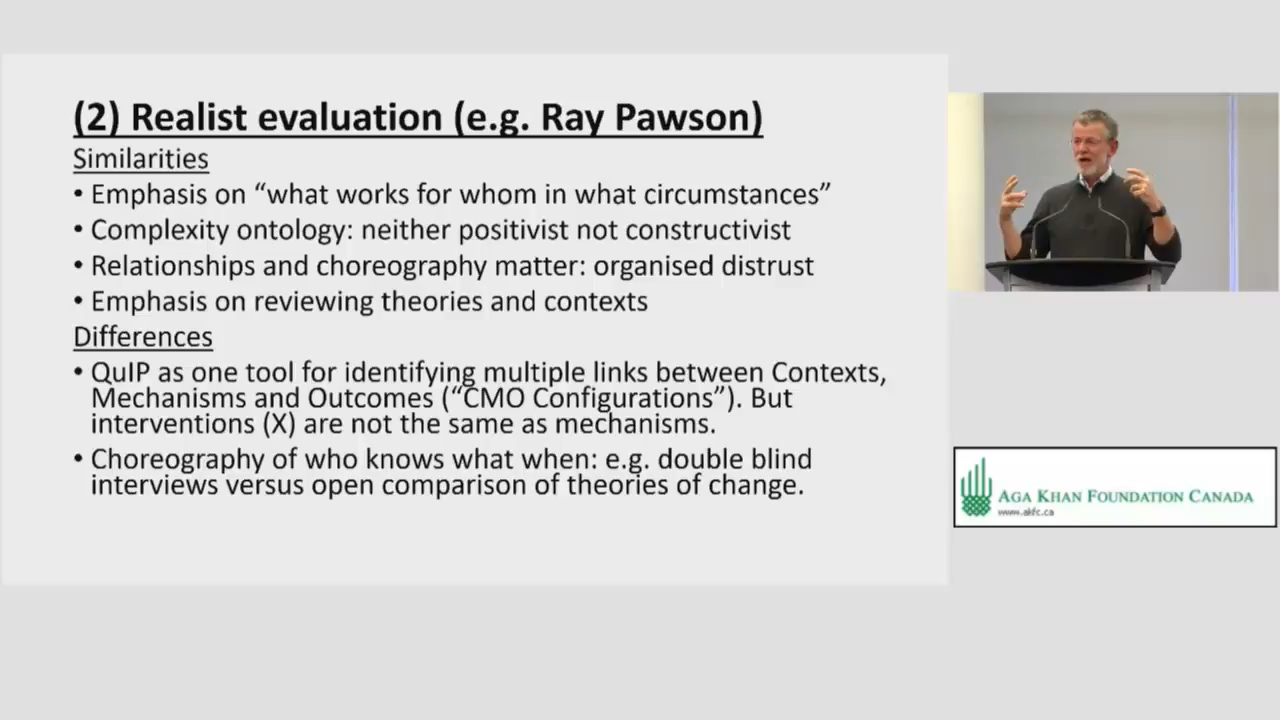 (2) Realist evaluation (e.g. Ray Pawson)
Similarities
• Emphasis on “what works for whom in what circumstances”
• Complexity ontology: neither positivist not constructivist
• Relationships and choreography matter: organised distrust
• Emphasis on reviewing theories and contexts
Differences
• QuIP as one tool for identifying multiple links between Contexts,
Mechanisms and Outcomes (“CMO Configurations”). But
interventions (X) are not the same as mechanisms.
• Choreography of who knows what when: e.g. double blind
interviews versus open comparison of theories of change.
AGA KHAN FOUNDATION CANADA
www.akfc.ca